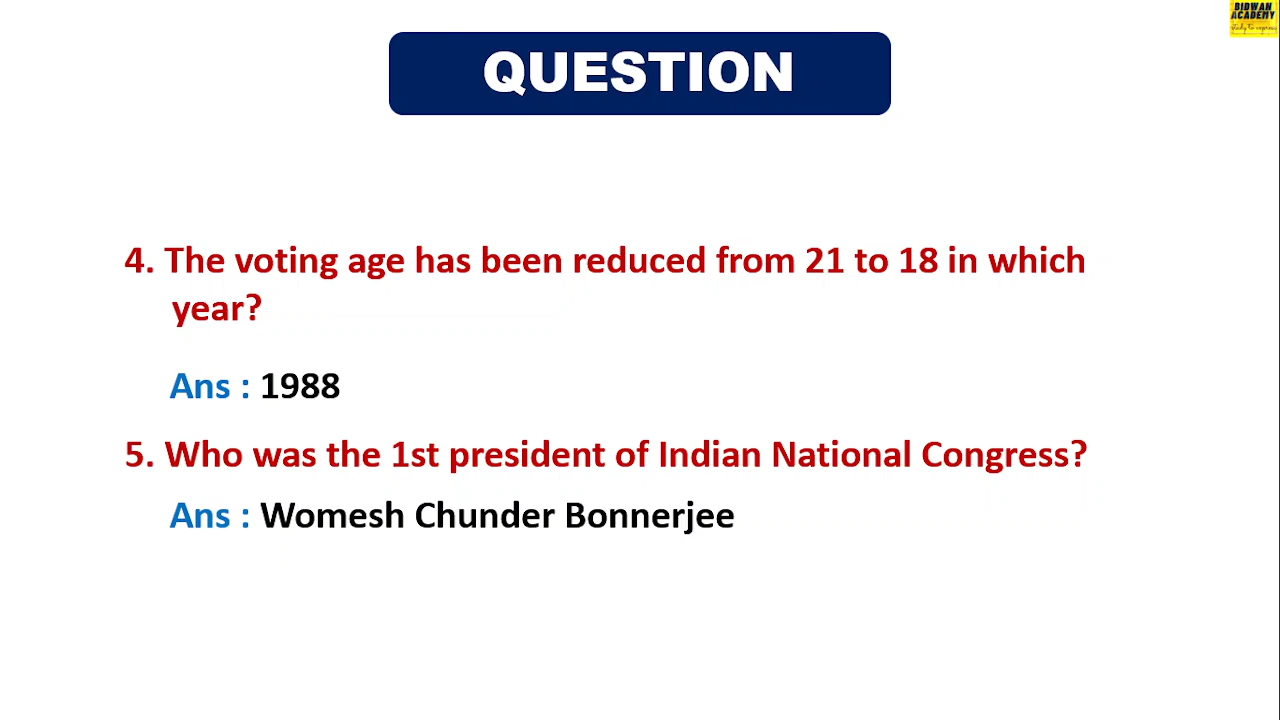 BIDWAN
ACADEMY
QUESTION
4. The voting age has been reduced from 21 to 18 in which
year?
Ans : 1988
5. Who was the 1st president of Indian National Congress?
Ans : Womesh Chunder Bonnerjee